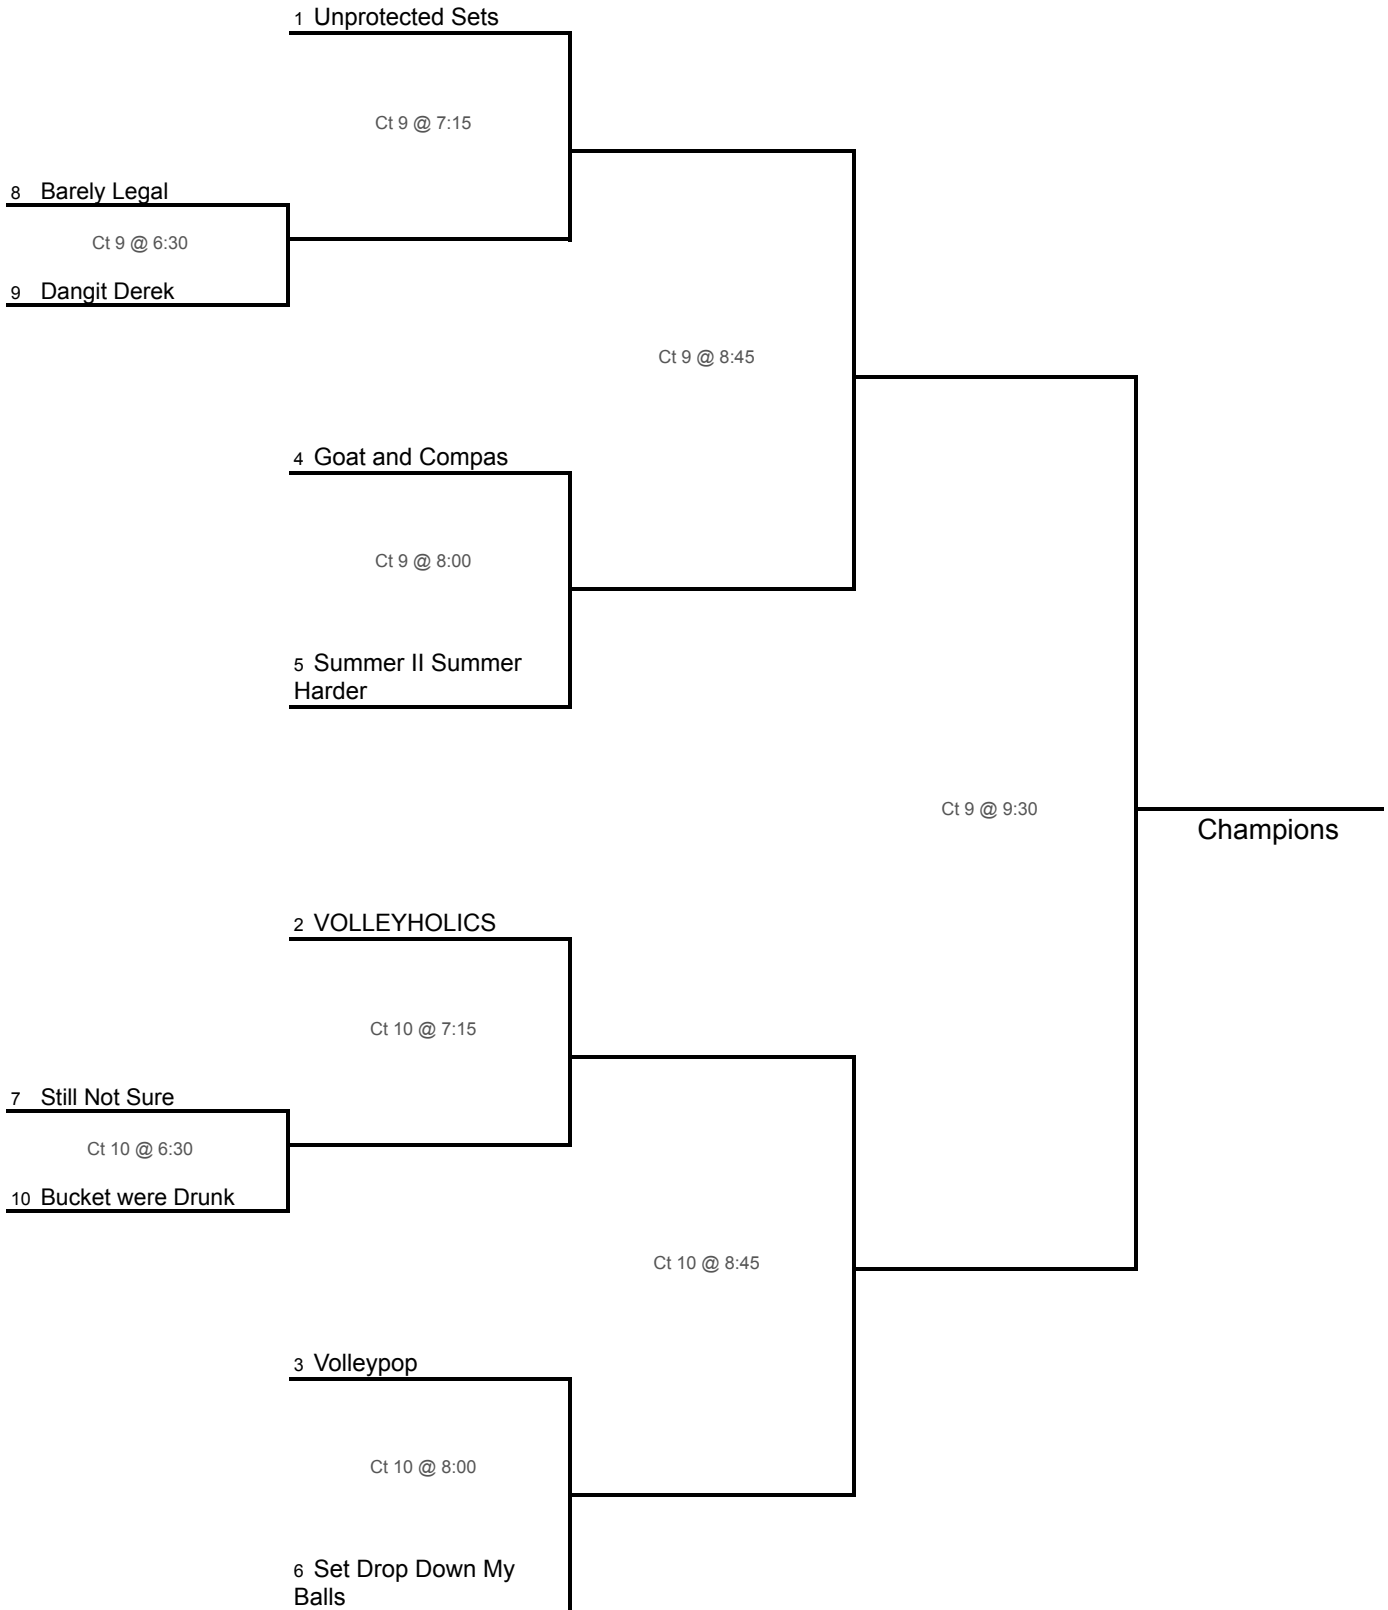 1 Unprotected Sets
Ct 9 @ 7:15
8 Barely Legal
Ct 9 @ 6:30
9 Dangit Derek
Ct 9 @ 8:45
4 Goat and Compas
Ct 9 @ 8:00
5 Summer II Summer
Harder
Ct 9 @ 9:30
Champions
2 VOLLEYHOLICS
Ct 10 @ 7:15
7 Still Not Sure
Ct 10 @ 6:30
10 Bucket were Drunk
Ct 10 @ 8:45
3 Volleypop
Ct 10 @ 8:00
6 Set Drop Down My
Balls